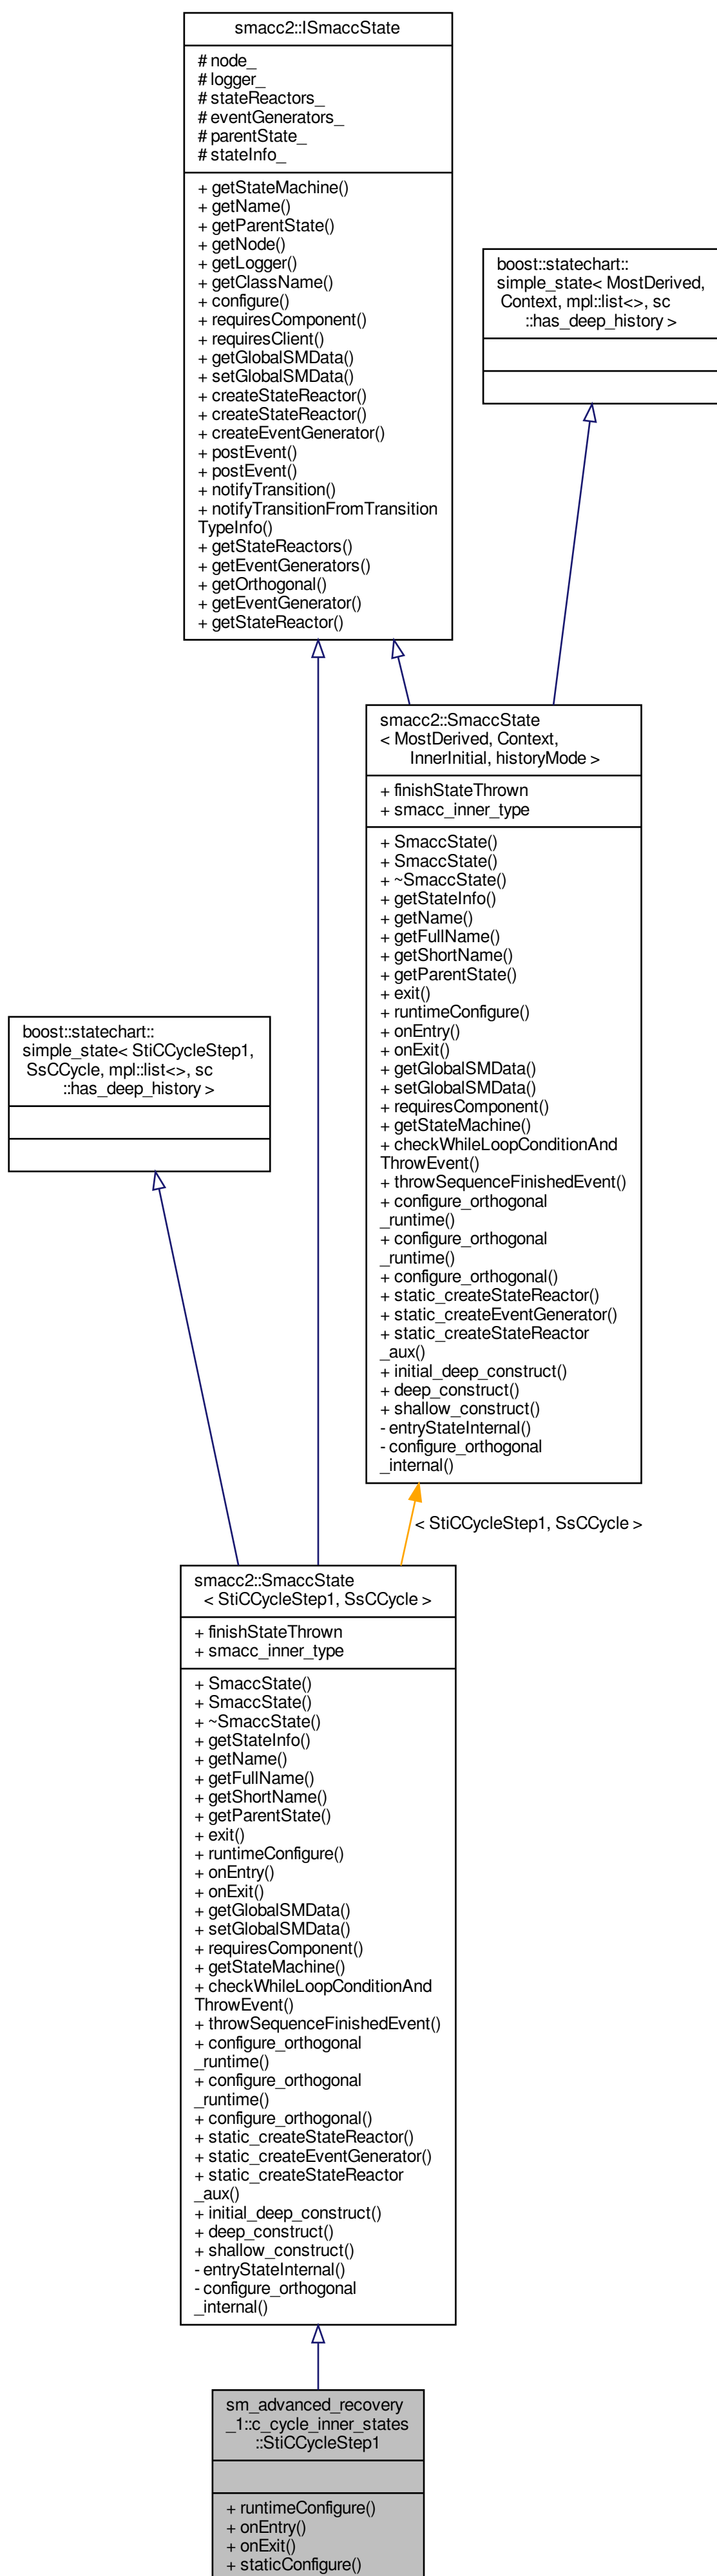 smacc2::ISmaccState
# node_
# logger_
# stateReactors_
# eventGenerators_
# parentState_
# stateInfo_
+ getStateMachine()
+ getName()
+ getParentState()
+ getNode()
+ getLogger()
+ getClassName()
+ configure()
+ requiresComponent()
+ requiresClient()
+ getGlobalSMData()
+ setGlobalSMData()
+ createStateReactor()
+ createStateReactor()
+ createEventGenerator()
+ postEvent()
+ postEvent()
+ notifyTransition()
+ notifyTransitionFromTransition
TypeInfo()
+ getStateReactors()
+ getEventGenerators()
+ getOrthogonal()
+ getEventGenerator()
+ getStateReactor()
boost::statechart::
simple_state< MostDerived,
Context, mpl::list<>, sc
::has_deep_history >
smacc2::SmaccState
< MostDerived, Context,
InnerInitial, historyMode >
+ finishStateThrown
+ smacc_inner_type
+ SmaccState()
+ SmaccState()
+ ~SmaccState()
+ getStateInfo()
+ getName()
+ getFullName()
+ getShortName()
+ getParentState()
+ exit()
+ runtimeConfigure()
+ onEntry()
+ onExit()
+ getGlobalSMData()
+ setGlobalSMData()
+ requiresComponent()
+ getStateMachine()
+ checkWhileLoopConditionAnd
ThrowEvent()
+ throwSequenceFinishedEvent()
+ configure_orthogonal
_runtime()
+ configure_orthogonal
_runtime()
+ configure_orthogonal()
+ static_createStateReactor()
+ static_createEventGenerator()
+ static_createStateReactor
_aux()
+ initial_deep_construct()
+ deep_construct()
+ shallow_construct()
- entryStateInternal()
- configure_orthogonal
_internal()
boost::statechart::
simple_state< StiCCycleStep1,
SsCCycle, mpl::list<>, sc
::has_deep_history >
< StiCCycleStep1, SsCCycle >
smacc2::SmaccState
< StiCCycleStep1, SsCCycle >
+ finishStateThrown
+ smacc_inner_type
+ SmaccState()
+ SmaccState()
+ ~SmaccState()
+ getStateInfo()
+ getName()
+ getFullName()
+ getShortName()
+ getParentState()
+ exit()
+ runtimeConfigure()
+ onEntry()
+ onExit()
+ getGlobalSMData()
+ setGlobalSMData()
+ requiresComponent()
+ getStateMachine()
+ checkWhileLoopConditionAnd
ThrowEvent()
+ throwSequenceFinishedEvent()
+ configure_orthogonal
_runtime()
+ configure_orthogonal
_runtime()
+ configure_orthogonal()
+ static_createStateReactor()
+ static_createEventGenerator()
+ static_createStateReactor
_aux()
+ initial_deep_construct()
+ deep_construct()
+ shallow_construct()
- entryStateInternal()
- configure_orthogonal
_internal()
sm_advanced_recovery
_1::c_cycle_inner_states
::StiCCycleStep1
+ runtimeConfigure()
+ onEntry()
+ onExit()
+ staticConfigure()